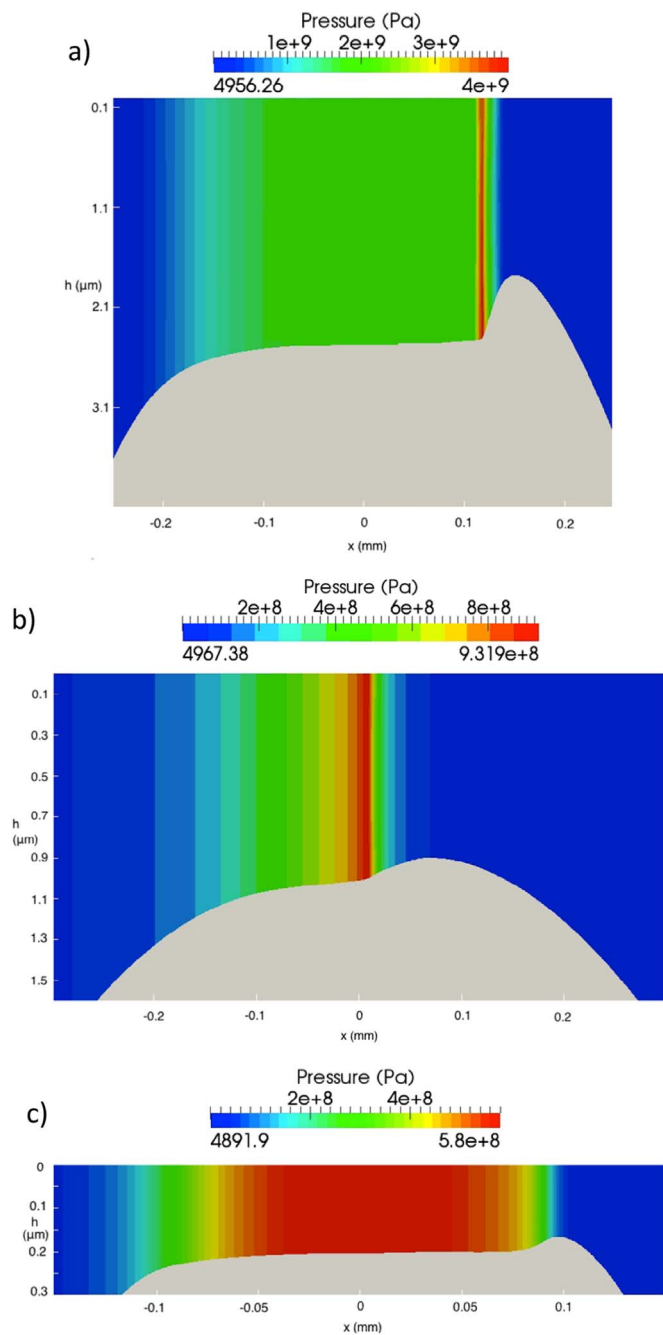 a)
Pressure (Pa)
1e+9 2e+9 3e+9
4956.26 4e+9
0.1
1.1
h (μm)
2.1
3.1
-0.2 -0.1 0 0.1 0.2
x (mm)
b)
Pressure (Pa)
2e+8 4e+8 6e+8 8e+8
4967.38 9.319e+8
0.1
0.3
0.5
0.7
h
(μm)
0.9
1.1
1.3
1.5
-0.2 -0.1 0 0.1 0.2
x (mm)
c)
Pressure (Pa)
2e+8 4e+8
4891.9 5.8e+8
0
0.1
h
(μm)
0.2
0.3
-0.1 -0.05 0 0.05 0.1
x (mm)